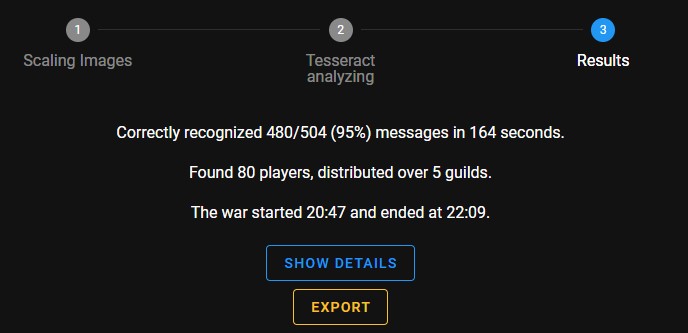 1
2
3
Scaling Images
Tesseract
analyzing
Results
Correctly recognized 480/504 (95%) messages in 164 seconds.
Found 80 players, distributed over 5 guilds.
The war started 20:47 and ended at 22:09.
SHOW DETAILS
EXPORT